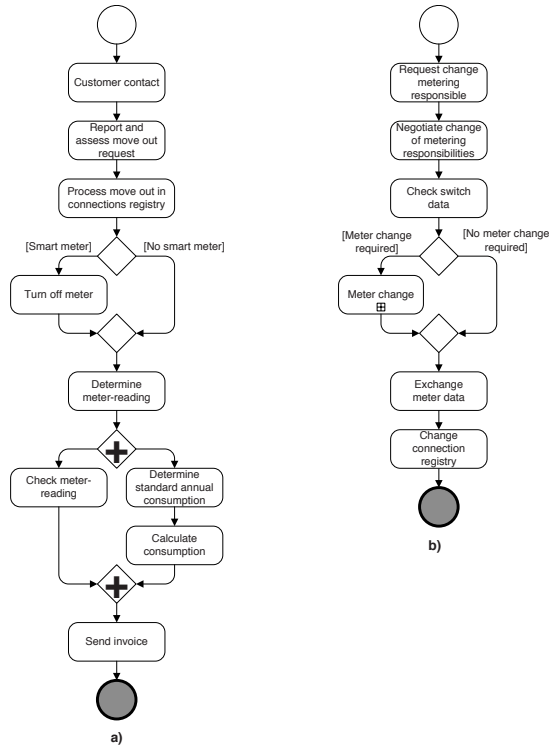 Customer contact
Report and
assess move out
request
Process move out in
connections registry
[Smart meter]
[No smart meter]
Turn off meter
Determine
meter-reading
Check meter-
reading
Determine
standard annual
consumption
Calculate
consumption
Send invoice
a)
Request change
metering
responsible
Negotiate change
of metering
responsibilities
Check switch
data
[Meter change
required]
[No meter change
required]
Meter change
Exchange
meter data
Change
connection
registry
b)